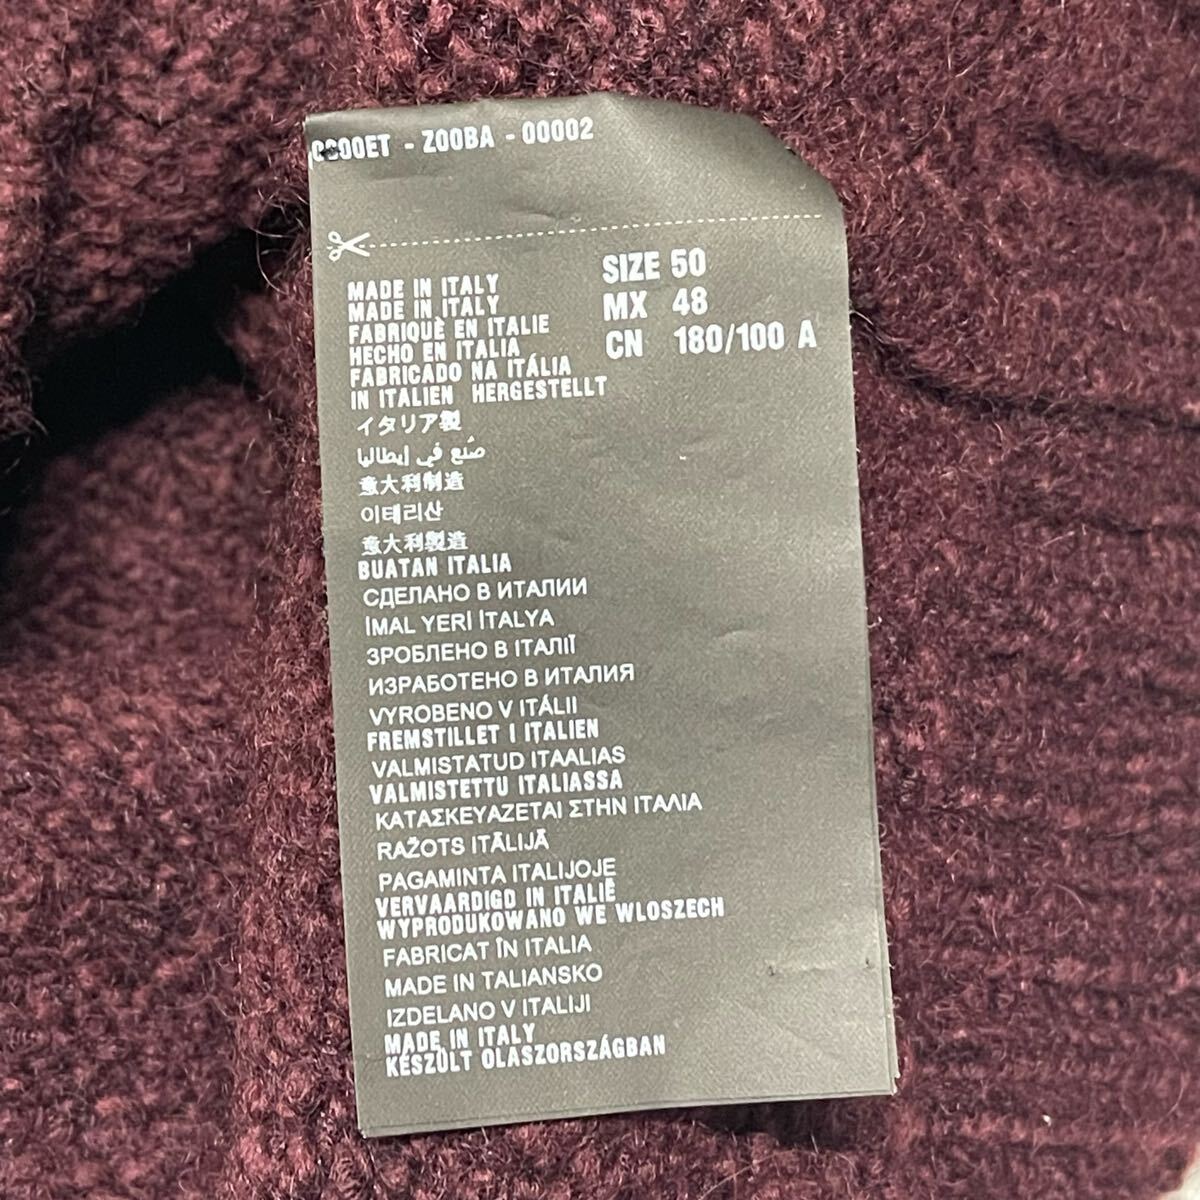 - Z00BA - 00002
MADE IN ITALY
MADE IN ITALY
FABRIQUÈ EN ITALIE
HECHO EN ITALIA
FABRICADO NA ITÁLIA
IN ITALIEN HERGESTELLT
SIZE 50
MX 48
CN 180/100 A
イタリア製
صُنع في إيطاليا
意大利制造
이테리산
意大利製造
BUATAN ITALIA
СДЕЛАНО В ИТАЛИИ
İMAL YERİ İTALYA
ЗРОБЛЕНО В ІТАЛІЇ
ИЗРАБОТЕНО В ИТАЛИЯ
VYROBENO V ITÁLII
FREMSTILLET I ITALIEN
VALMISTATUD ITAALIAS
VALMISTETTU ITALIASSA
ΚΑΤΑΣΚΕΥΑΖΕΤΑΙ ΣΤΗΝ ΙΤΑΛΙΑ
RAŽOTS ITĀLIJĀ
PAGAMINTA ITALIJOJE
VERVAARDIGD IN ITALIË
WYPRODUKOWANO WE WLOSZECH
FABRICAT ÎN ITALIA
MADE IN TALIANSKO
IZDELANO V ITALIJI
MADE IN ITALY
KÉSZÜLT OLASZORSZÁGBAN